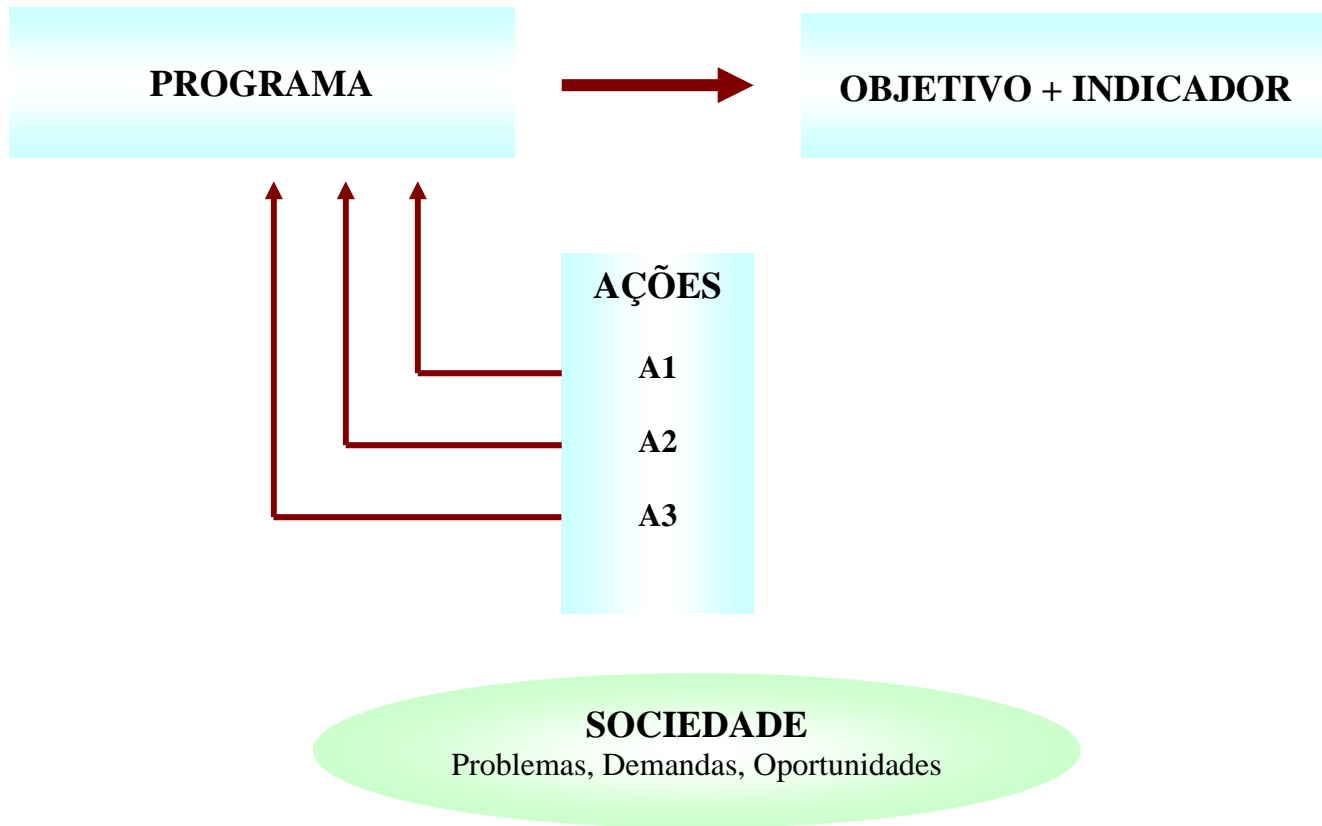 PROGRAMA
OBJETIVO + INDICADOR
AÇÕES
A1
A2
A3
SOCIEDADE
Problemas, Demandas, Oportunidades